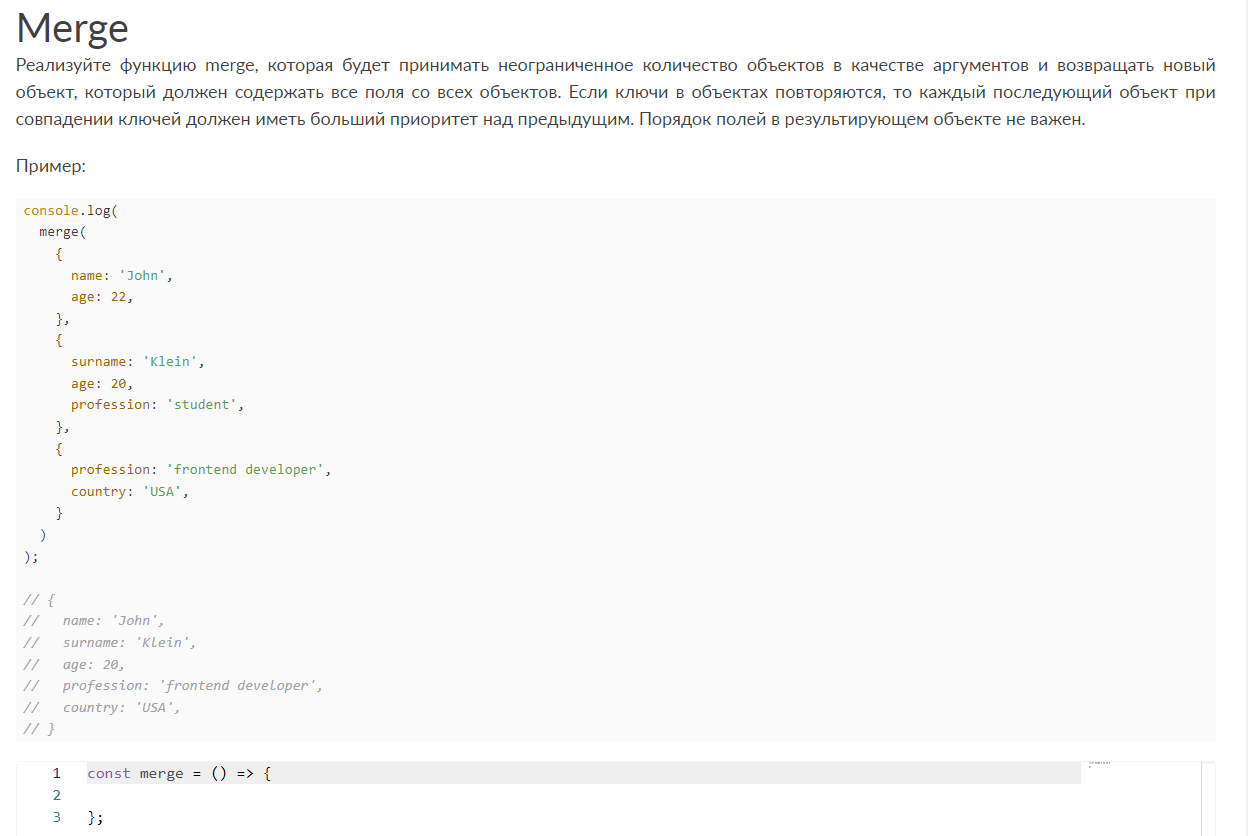 Merge
Реализуйте функцию merge, которая будет принимать неограниченное количество объектов в качестве аргументов и возвращать новый
объект, который должен содержать все поля со всех объектов. Если ключи в объектах повторяются, то каждый последующий объект при
совпадении ключей должен иметь больший приоритет над предыдущим. Порядок полей в результирующем объекте не важен.
Пример:
console.log(
  merge(
    {
      name: 'John',
      age: 22,
    },
    {
      surname: 'Klein',
      age: 20,
      profession: 'student',
    },
    {
      profession: 'frontend developer',
      country: 'USA',
    }
  )
);
// {
//   name: 'John',
//   surname: 'Klein',
//   age: 20,
//   profession: 'frontend developer',
//   country: 'USA',
// }
1 const merge = () => {
2
3 };